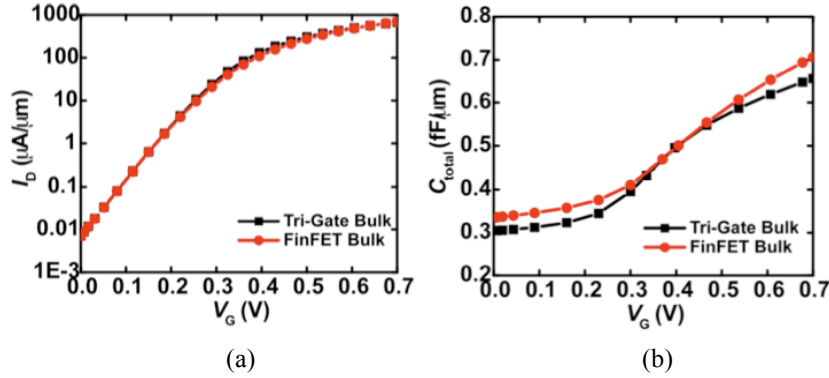 1000
100
10
1
0.1
0.01
1E-3
I_D (µA/µm)
0.0 0.1 0.2 0.3 0.4 0.5 0.6 0.7
V_G (V)
Tri-Gate Bulk
FinFET Bulk
(a)
0.8
0.7
0.6
0.5
0.4
0.3
0.2
C_total (fF/µm)
0.0 0.1 0.2 0.3 0.4 0.5 0.6 0.7
V_G (V)
Tri-Gate Bulk
FinFET Bulk
(b)